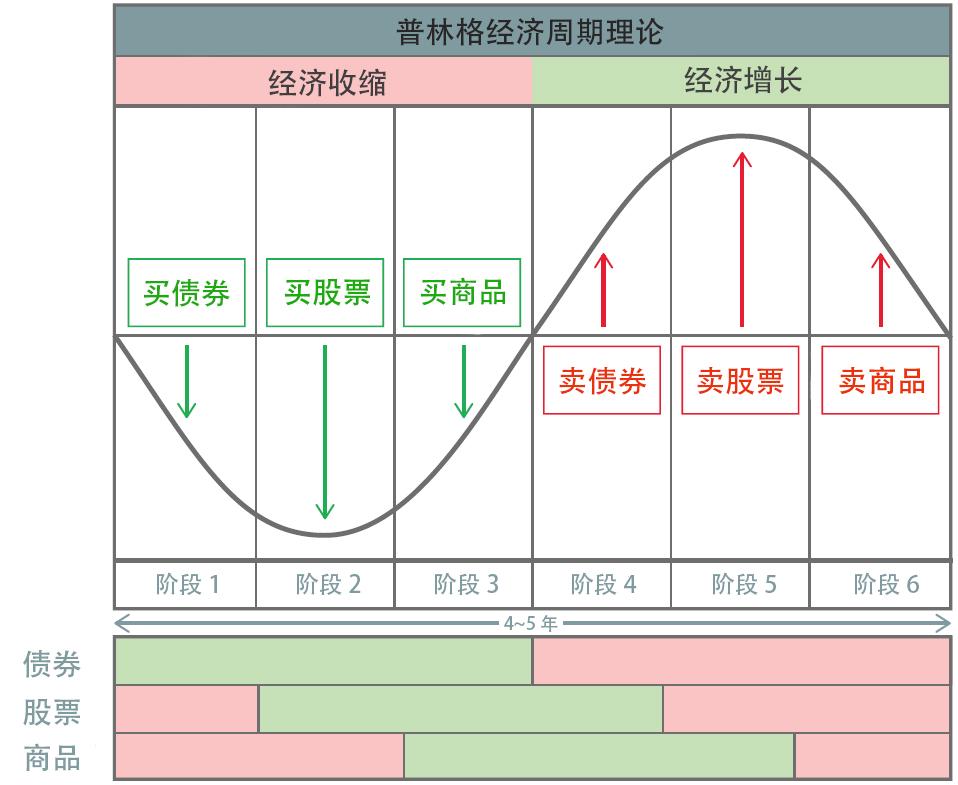 普林格经济周期理论
经济收缩 经济增长
买债券 买股票 买商品
卖债券 卖股票 卖商品
阶段 1 阶段 2 阶段 3 阶段 4 阶段 5 阶段 6
4~5 年
债券
股票
商品